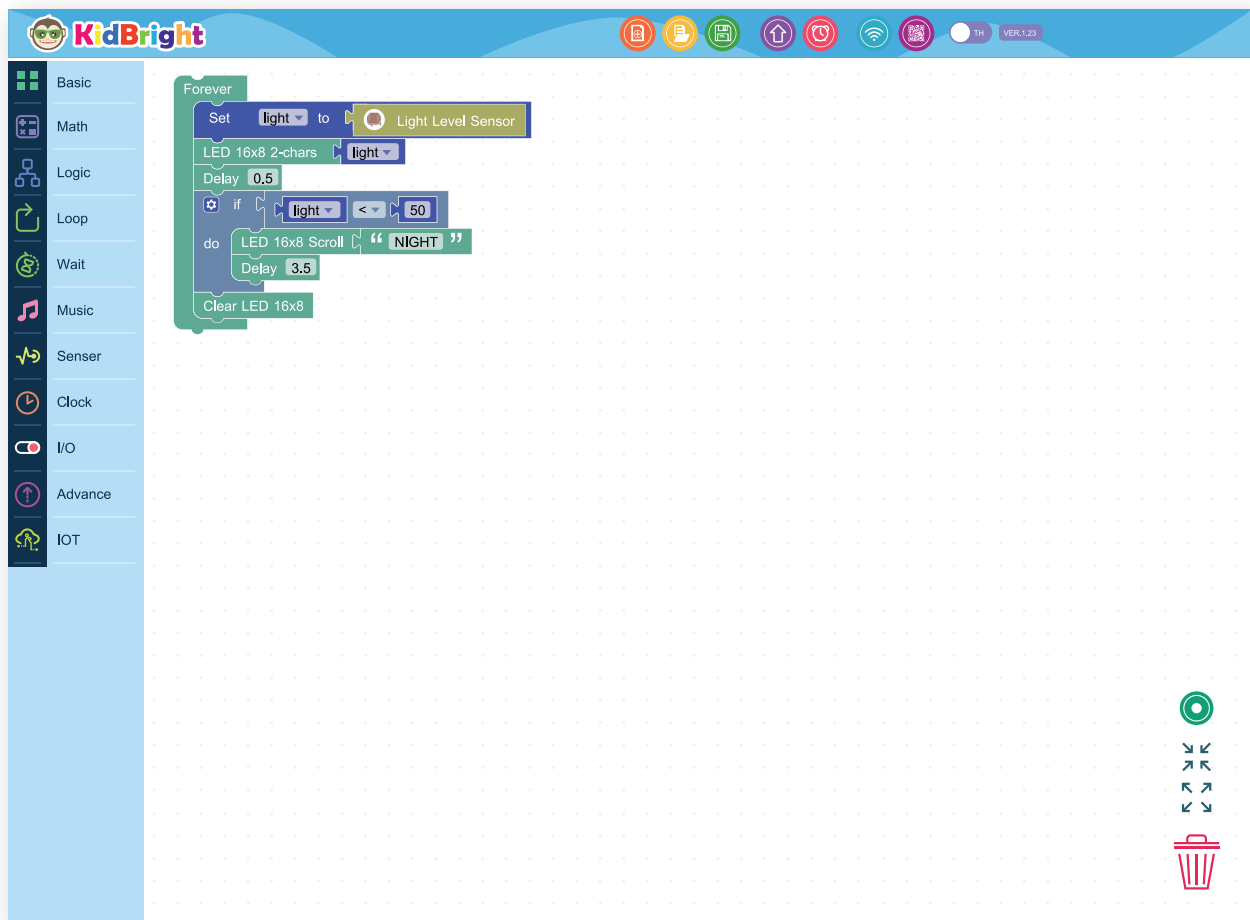 KidBright
TH
VER.1.23
Basic
Math
Logic
Loop
Wait
Music
Senser
Clock
I/O
Advance
IOT
Forever
Set light to Light Level Sensor
LED 16x8 2-chars light
Delay 0.5
if light < 50
do LED 16x8 Scroll “ NIGHT ”
Delay 3.5
Clear LED 16x8